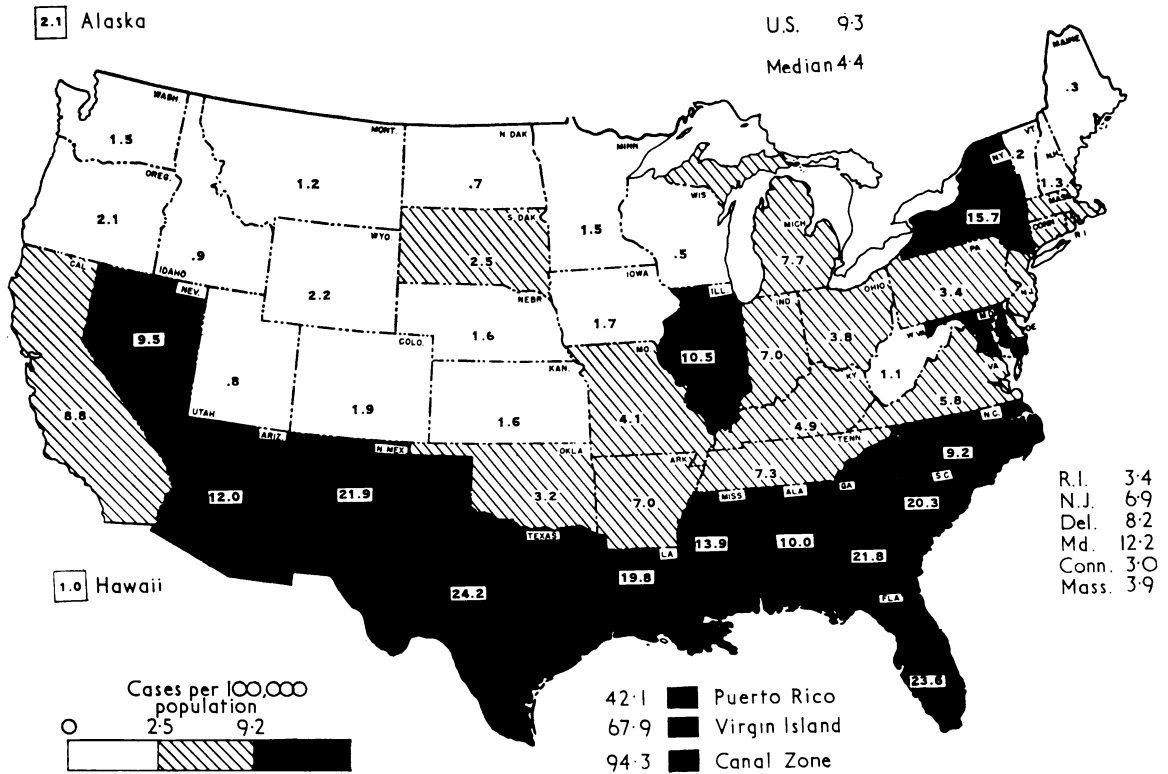 2.1 Alaska
U.S. 9·3
Median 4·4
MAINE
.3
WASH.
1.5
MONT.
1.2
N.DAK
.7
MINN
1.5
VT.
.2
N.H.
1.3
NY
15.7
OREG.
2.1
IDAHO
.9
WYO.
2.2
S.DAK.
2.5
WIS
.5
MICH
7.7
MASS
CONN
R.I.
CAL.
8.8
NEV.
9.5
UTAH
.8
COLO.
1.9
NEBR.
1.6
IOWA
1.7
ILL.
10.5
IND.
7.0
OHIO
3.8
PA.
3.4
N.J.
DE
MD
W.VA.
1.1
VA.
5.8
KAN.
1.6
MO.
4.1
KY.
4.9
ARIZ.
12.0
N.MEX.
21.9
OKLA.
3.2
ARK.
7.0
TENN
7.3
N.C.
9.2
S.C.
20.3
TEXAS
24.2
LA.
19.8
MISS
13.9
ALA
10.0
GA
21.8
FLA.
23.6
R.I. 3·4
N.J. 6·9
Del. 8·2
Md. 12·2
Conn. 3·0
Mass. 3·9
1.0 Hawaii
Cases per 100,000
population
0 2·5 9·2
42·1 Puerto Rico
67·9 Virgin Island
94·3 Canal Zone